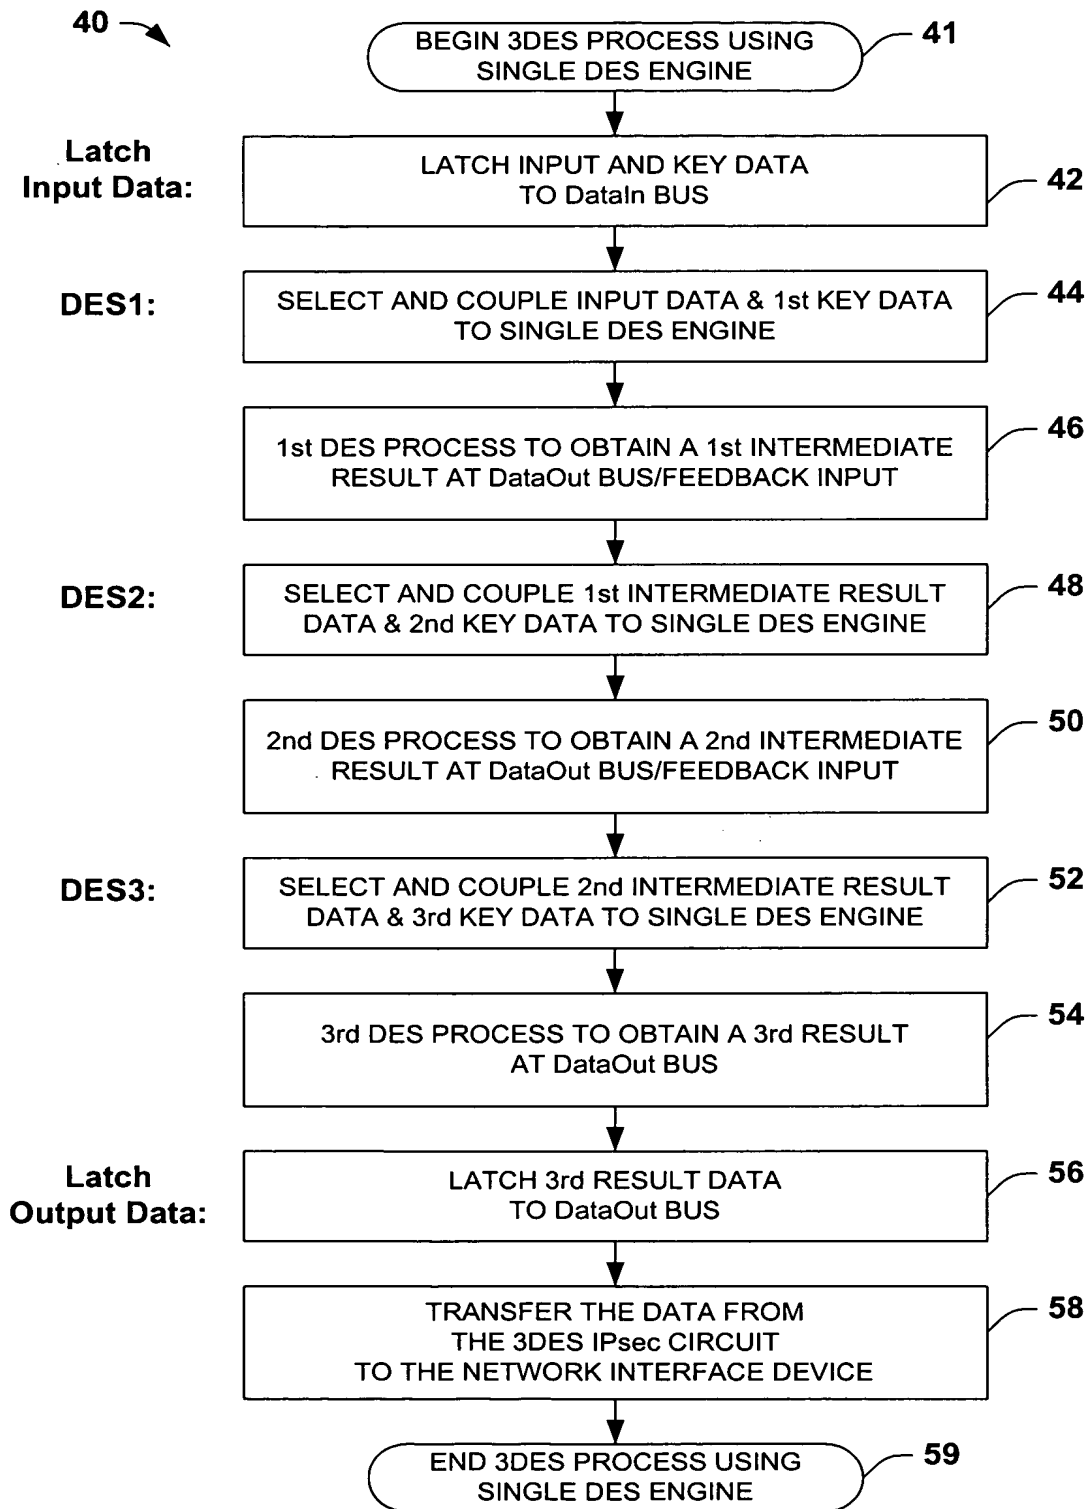 40
BEGIN 3DES PROCESS USING
SINGLE DES ENGINE
41
Latch
Input Data:
LATCH INPUT AND KEY DATA
TO DataIn BUS
42
DES1:
SELECT AND COUPLE INPUT DATA & 1st KEY DATA
TO SINGLE DES ENGINE
44
1st DES PROCESS TO OBTAIN A 1st INTERMEDIATE
RESULT AT DataOut BUS/FEEDBACK INPUT
46
DES2:
SELECT AND COUPLE 1st INTERMEDIATE RESULT
DATA & 2nd KEY DATA TO SINGLE DES ENGINE
48
2nd DES PROCESS TO OBTAIN A 2nd INTERMEDIATE
RESULT AT DataOut BUS/FEEDBACK INPUT
50
DES3:
SELECT AND COUPLE 2nd INTERMEDIATE RESULT
DATA & 3rd KEY DATA TO SINGLE DES ENGINE
52
3rd DES PROCESS TO OBTAIN A 3rd RESULT
AT DataOut BUS
54
Latch
Output Data:
LATCH 3rd RESULT DATA
TO DataOut BUS
56
TRANSFER THE DATA FROM
THE 3DES IPsec CIRCUIT
TO THE NETWORK INTERFACE DEVICE
58
END 3DES PROCESS USING
SINGLE DES ENGINE
59